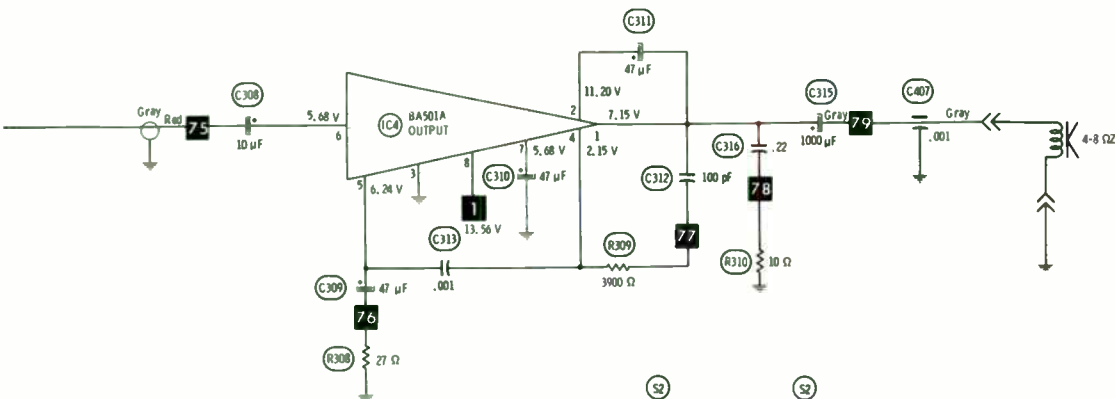 C311
47 µF
11.20 V
2
C308
Gray
Red
75
10 µF
5.68 V
6
IC4
BA501A
OUTPUT
7.15 V
1
4
2.15 V
7
5.68 V
8
3
5
6.24 V
C310
47 µF
1
13.56 V
C313
.001
C309
47 µF
76
R308
27 Ω
R309
3900 Ω
77
C312
100 pF
C316
.22
78
R310
10 Ω
C315
Gray
1000 µF
79
C407
Gray
.001
4-8 ΩZ
S2
S2